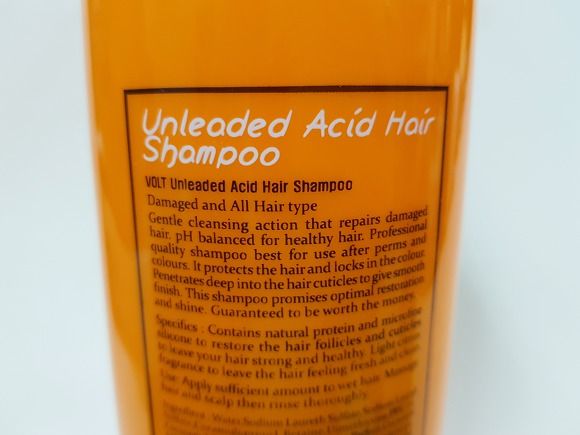 Unleaded Acid Hair
Shampoo
VOLT Unleaded Acid Hair Shampoo
Damaged and All Hair type
Gentle cleansing action that repairs damaged
hair. pH balanced for healthy hair. Professional
quality shampoo best for use after perms and
colours. It protects the hair and locks in the colour.
Penetrates deep into the hair cuticles to give smooth
finish. This shampoo promises optimal restoration
and shine. Guaranteed to be worth the money.
Specifics : Contains natural protein and microfine
silicone to restore the hair follicles and cuticles
to leave your hair strong and healthy. Light citrus
fragrance to leave the hair feeling fresh and clean.
Use: Apply sufficient amount to wet hair. Massage
hair and scalp then rinse thoroughly.
Water, Sodium Laureth Sulfate, Sodium